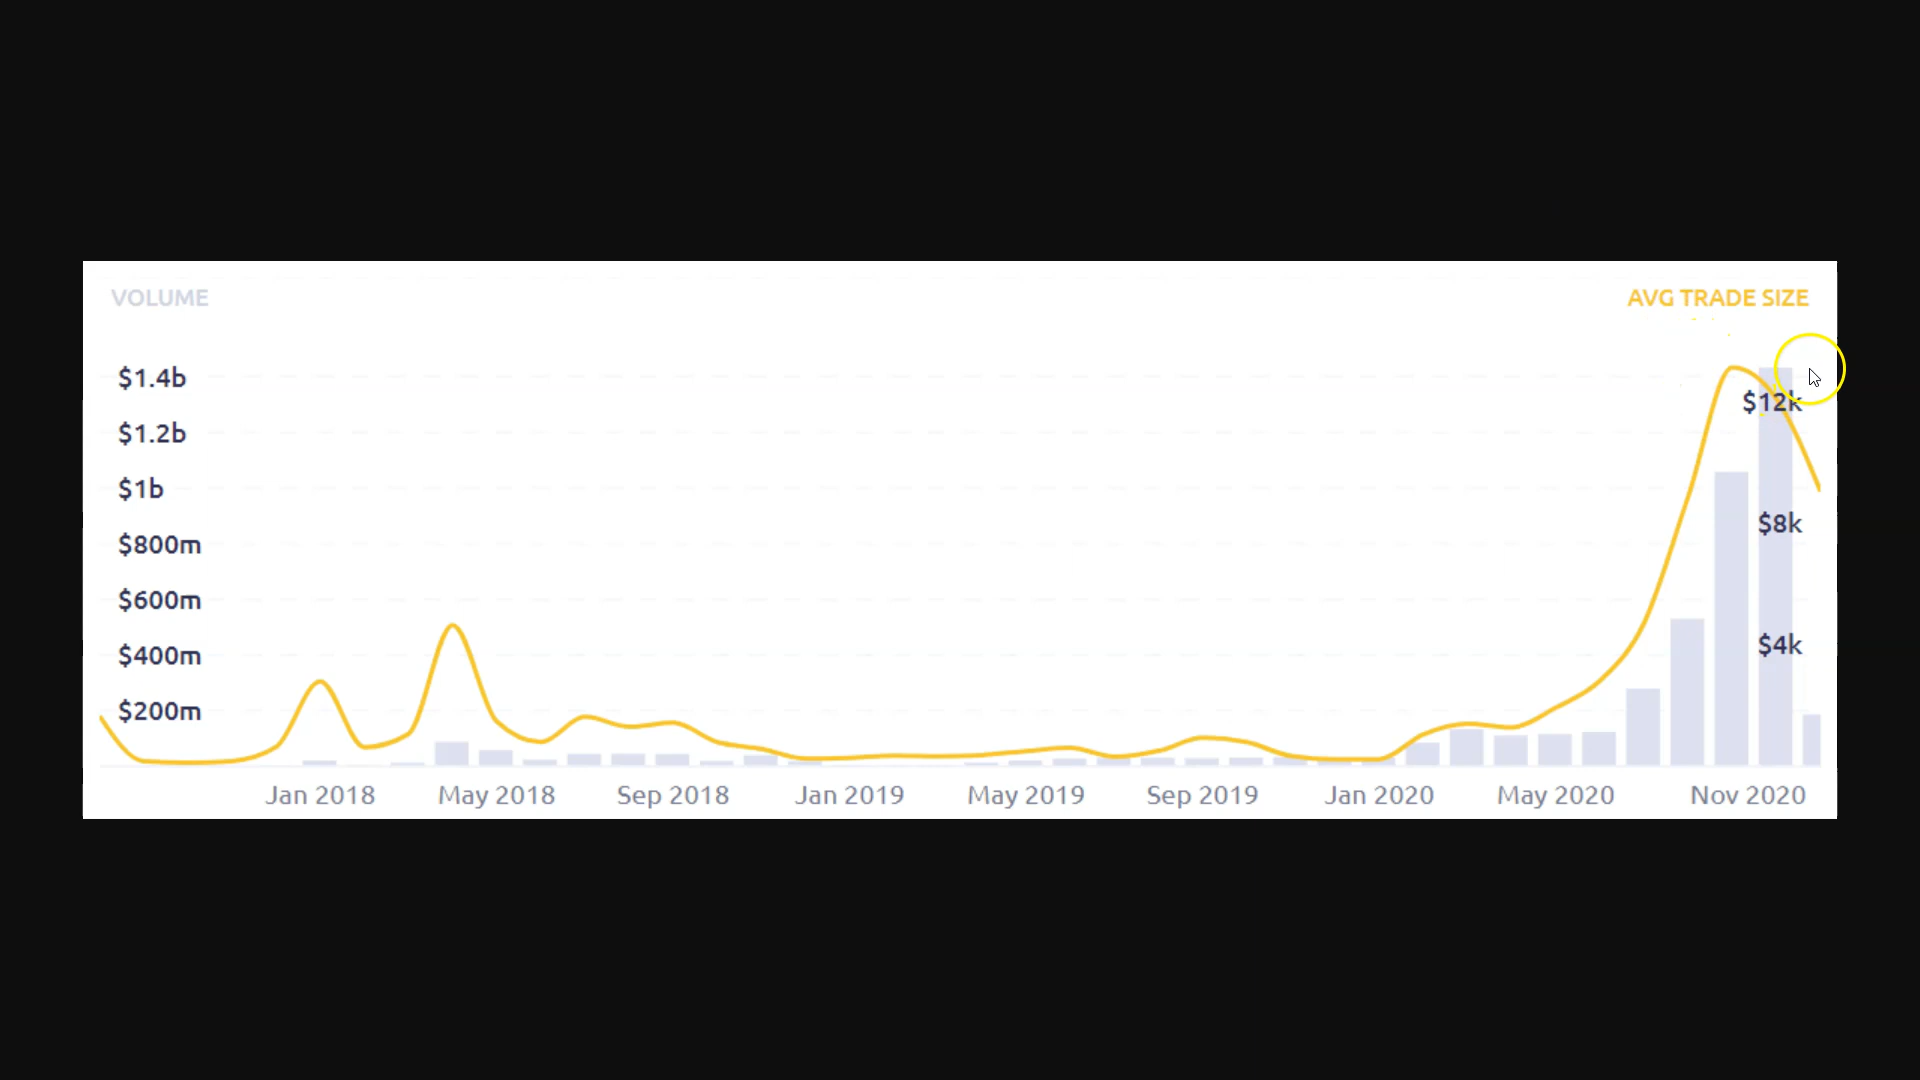 VOLUME
AVG TRADE SIZE
$1.4b
$12k
$1.2b
$1b
$8k
$800m
$600m
$4k
$400m
$200m
Jan 2018 May 2018 Sep 2018 Jan 2019 May 2019 Sep 2019 Jan 2020 May 2020 Nov 2020